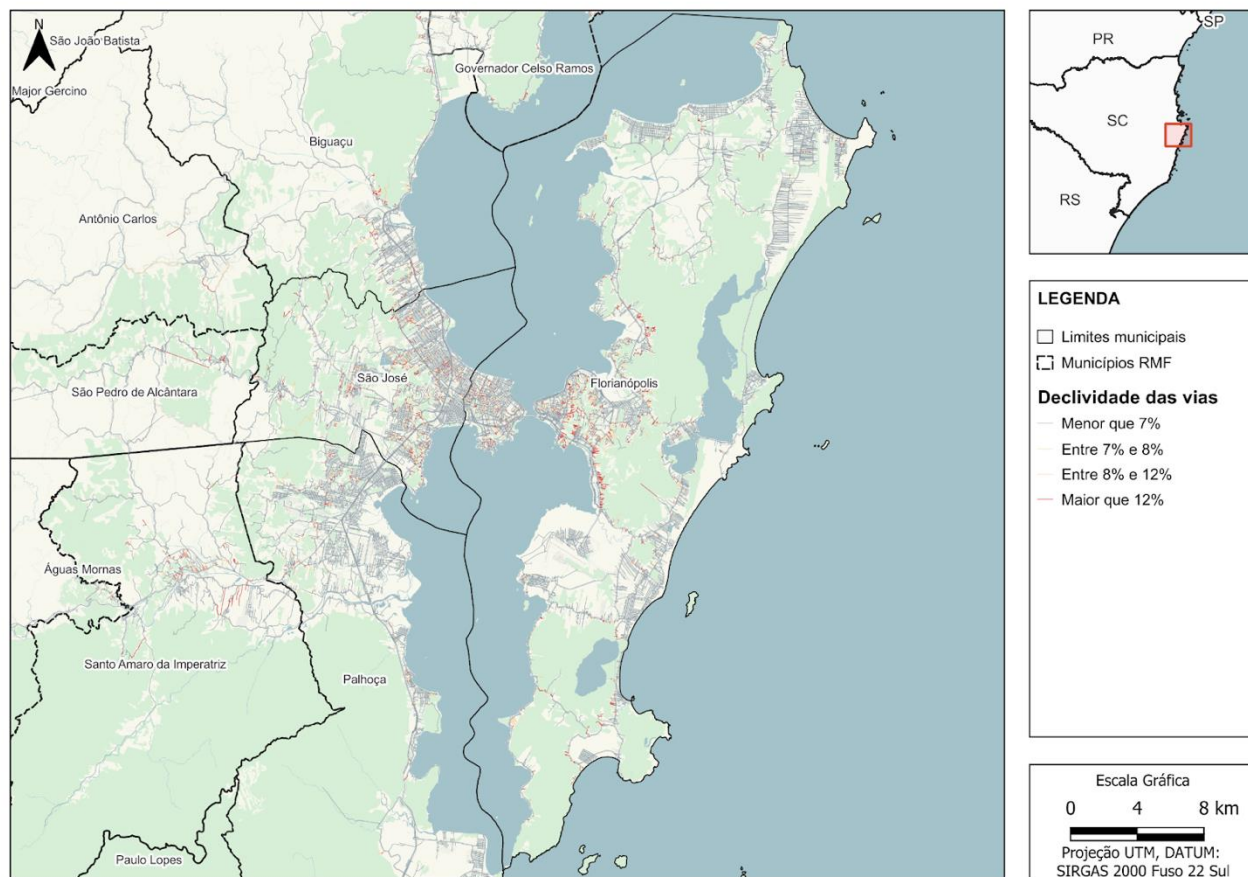 N
São João Batista
Major Gercino
Governador Celso Ramos
Biguaçu
Antônio Carlos
São José
Florianópolis
São Pedro de Alcântara
Águas Mornas
Santo Amaro da Imperatriz
Palhoça
Paulo Lopes
SP
PR
SC
RS
LEGENDA
Limites municipais
Municípios RMF
Declividade das vias
Menor que 7%
Entre 7% e 8%
Entre 8% e 12%
Maior que 12%
Escala Gráfica
0 4 8 km
Projeção UTM, DATUM:
SIRGAS 2000 Fuso 22 Sul